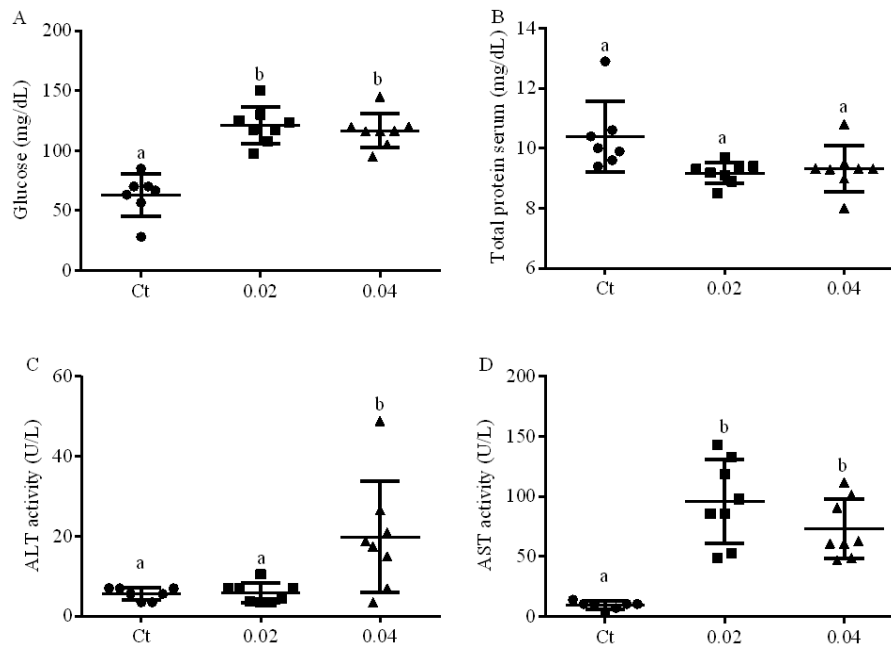 A
Glucose (mg/dL)
200
150
100
50
0
a
b
b
Ct
0.02
0.04
B
Total protein serum (mg/dL)
14
12
10
8
6
a
a
a
Ct
0.02
0.04
C
ALT activity (U/L)
60
40
20
0
a
a
b
Ct
0.02
0.04
D
AST activity (U/L)
200
150
100
50
0
a
b
b
Ct
0.02
0.04